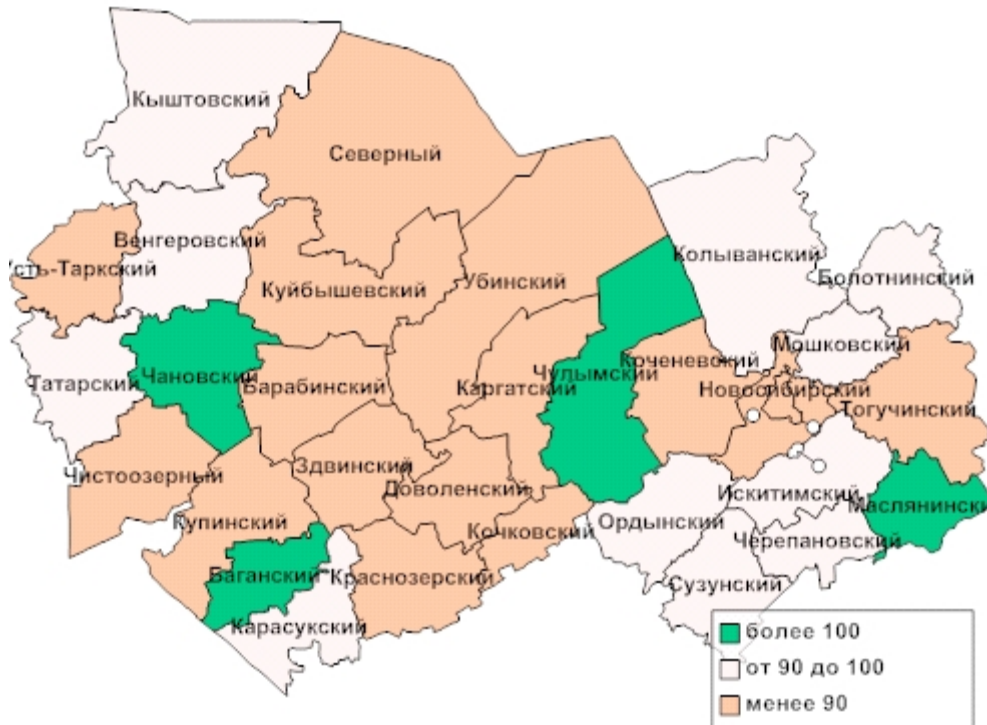 Кыштовский
Северный
Венгеровский
сть-Таркский
Куйбышевский
Убинский
Колыванский
Болотнинский
Татарский
Чановский
Барабинский
Каргатский
Чулымский
Коченевский
Мошковский
Новосибирский
Тогучинский
Чистоозерный
Здвинский
Доволенский
Купинский
Кочковский
Ордынский
Искитимский
Маслянински
Черепановский
Баганский
Краснозерский
Сузунский
Карасукский
более 100
от 90 до 100
менее 90